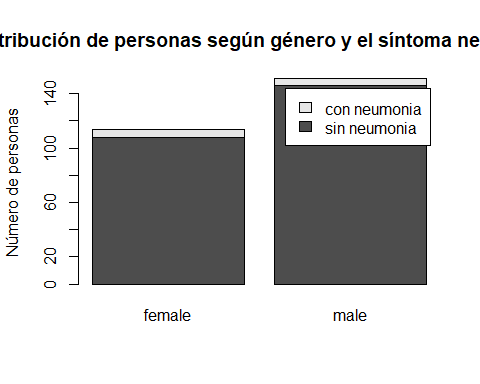 tribución de personas según género y el síntoma ne
Número de personas
140
100
60
20
0
con neumonia
sin neumonia
female male